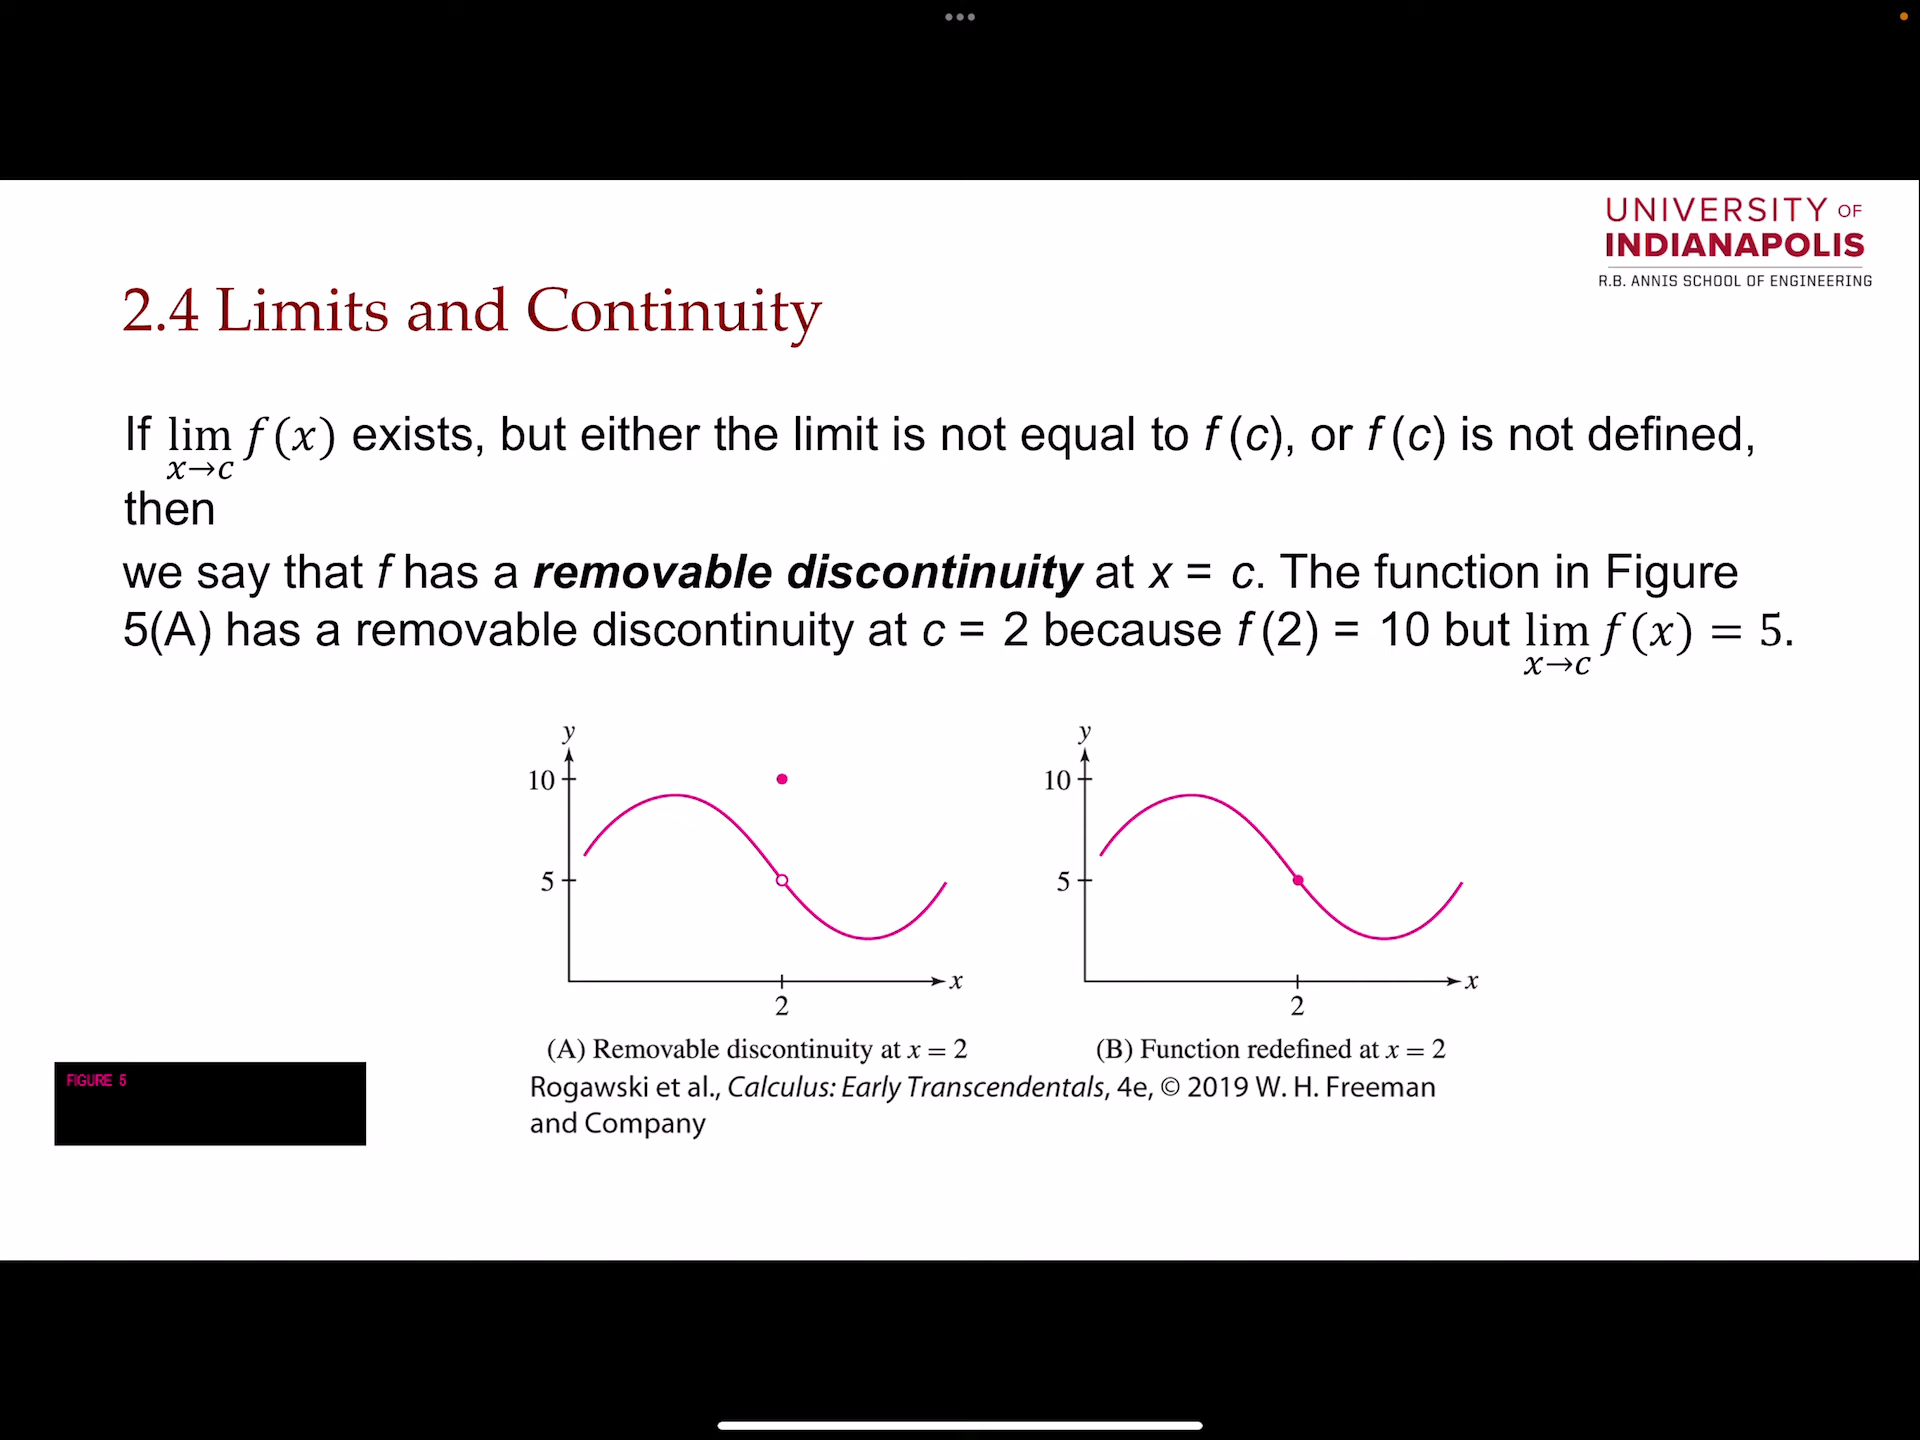 UNIVERSITY OF
INDIANAPOLIS
R.B. ANNIS SCHOOL OF ENGINEERING
2.4 Limits and Continuity
If lim f(x) exists, but either the limit is not equal to f (c), or f (c) is not defined,
x→c
then
we say that f has a removable discontinuity at x = c. The function in Figure
5(A) has a removable discontinuity at c = 2 because f (2) = 10 but lim f(x) = 5.
x→c
y
10
5
x
2
(A) Removable discontinuity at x = 2
y
10
5
x
2
(B) Function redefined at x = 2
FIGURE 5
Rogawski et al., Calculus: Early Transcendentals, 4e, © 2019 W. H. Freeman
and Company